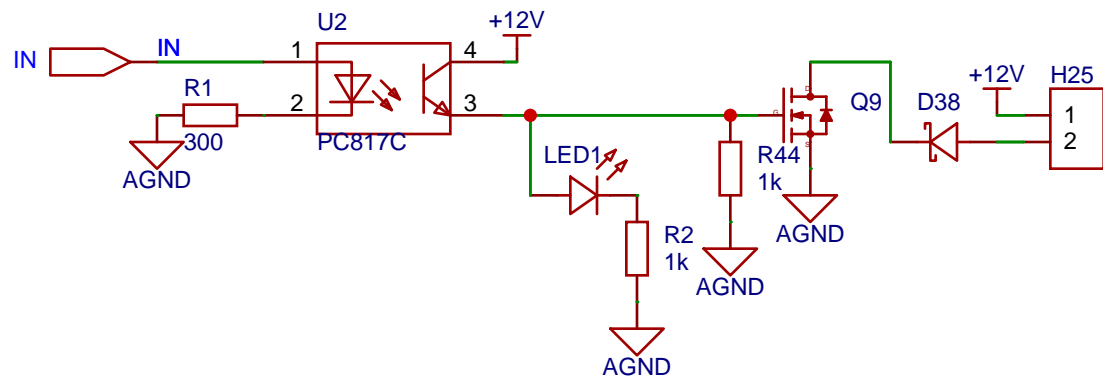 U2
+12V
IN
IN
1
4
R1
300
2
3
PC817C
AGND
LED1
R2
1k
AGND
R44
1k
AGND
D
G
S
Q9
AGND
D38
+12V
H25
1
2